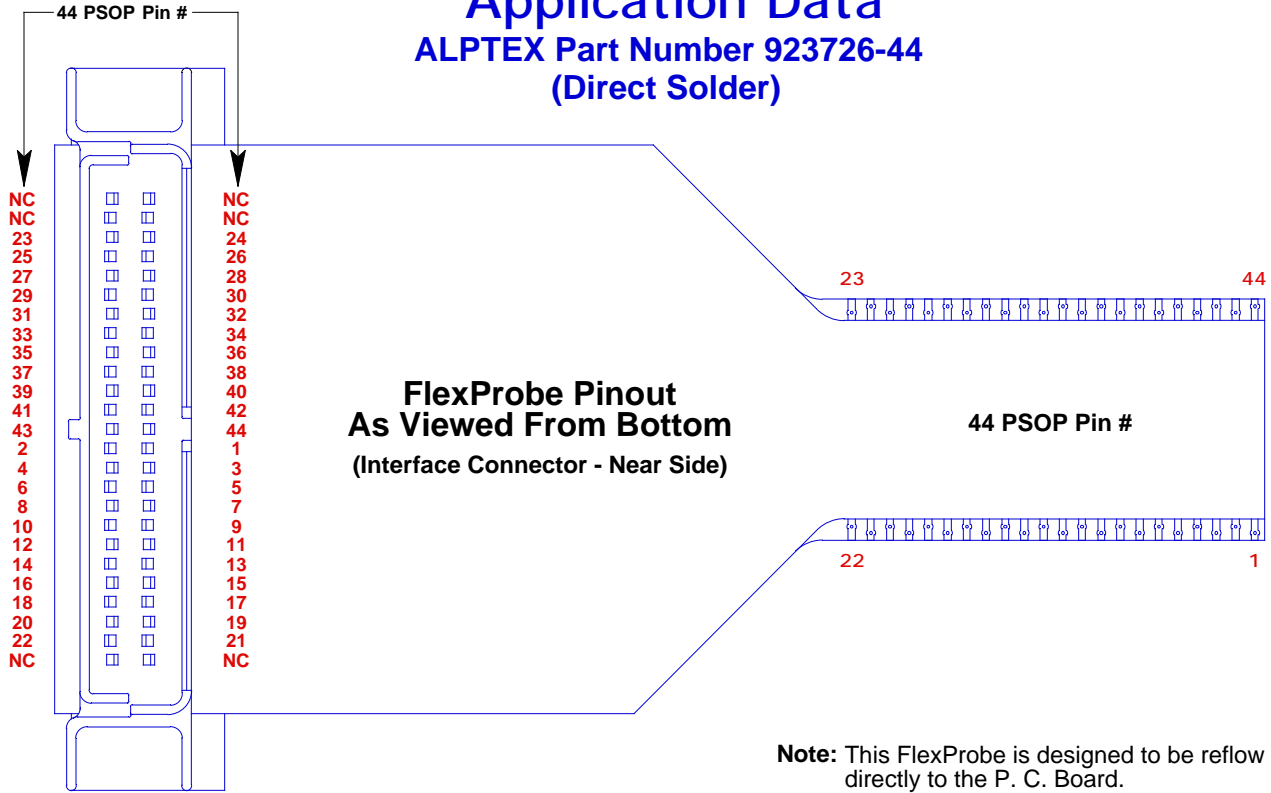 44 PSOP Pin #
Application Data
ALPTEX Part Number 923726-44
(Direct Solder)
NC NC
NC NC
23 24
25 26
27 28
29 30
31 32
33 34
35 36
37 38
39 40
41 42
43 44
2 1
4 3
6 5
8 7
10 9
12 11
14 13
16 15
18 17
20 19
22 21
NC NC
FlexProbe Pinout
As Viewed From Bottom
(Interface Connector - Near Side)
23 44
44 PSOP Pin #
22 1
Note: This FlexProbe is designed to be reflow
directly to the P. C. Board.